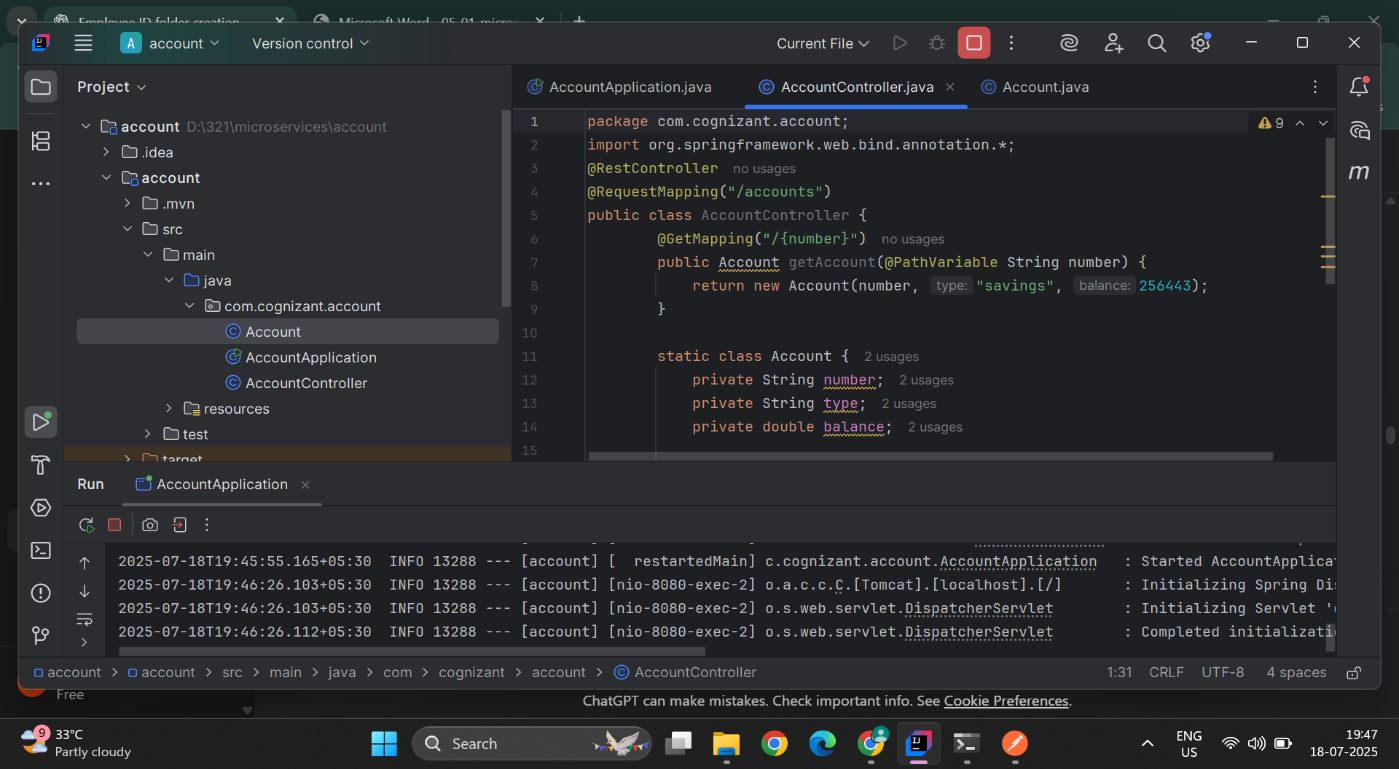 Employee ID folder creation
Microsoft Word - 05 01 micros
A account
Version control
Current File
Project
AccountApplication.java
AccountController.java
Account.java
account D:\321\microservices\account
.idea
account
.mvn
src
main
java
com.cognizant.account
Account
AccountApplication
AccountController
resources
test
target
9
1 package com.cognizant.account;
2 import org.springframework.web.bind.annotation.*;
3 @RestController no usages
4 @RequestMapping("/accounts")
5 public class AccountController {
6 @GetMapping("/{number}") no usages
7 public Account getAccount(@PathVariable String number) {
8 return new Account(number, type: "savings", balance: 256443);
9 }
10
11 static class Account { 2 usages
12 private String number; 2 usages
13 private String type; 2 usages
14 private double balance; 2 usages
15
m
Run AccountApplication
2025-07-18T19:45:55.165+05:30 INFO 13288 --- [account] [ restartedMain] c.cognizant.account.AccountApplication : Started AccountApplica
2025-07-18T19:46:26.103+05:30 INFO 13288 --- [account] [nio-8080-exec-2] o.a.c.c.C.[Tomcat].[localhost].[/] : Initializing Spring Dis
2025-07-18T19:46:26.103+05:30 INFO 13288 --- [account] [nio-8080-exec-2] o.s.web.servlet.DispatcherServlet : Initializing Servlet 'd
2025-07-18T19:46:26.112+05:30 INFO 13288 --- [account] [nio-8080-exec-2] o.s.web.servlet.DispatcherServlet : Completed initializati
account > account > src > main > java > com > cognizant > account > AccountController
1:31 CRLF UTF-8 4 spaces
Free
ChatGPT can make mistakes. Check important info. See Cookie Preferences.
9
33°C
Partly cloudy
Search
ENG
US
19:47
18-07-2025